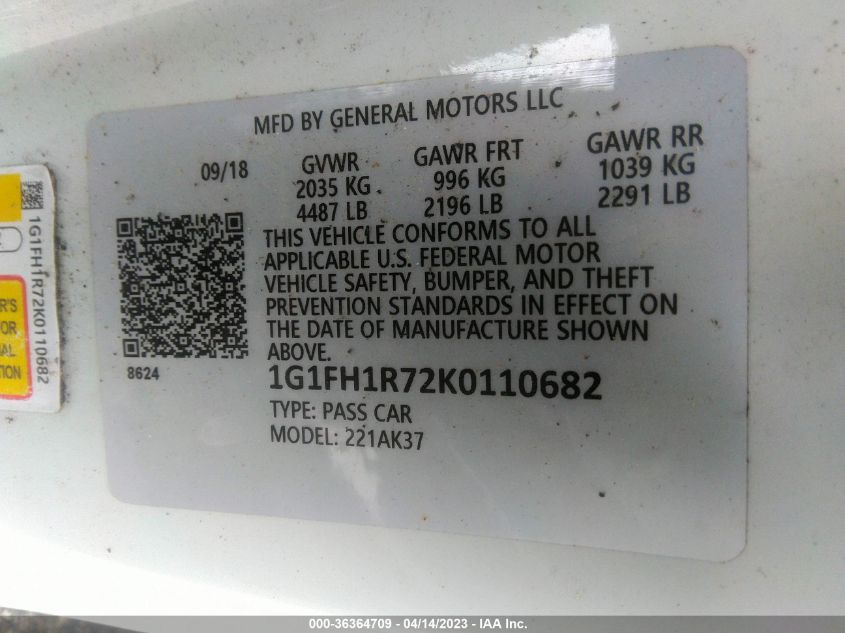 MFD BY GENERAL MOTORS LLC
09/18 GVWR GAWR FRT GAWR RR
2035 KG 996 KG 1039 KG
4487 LB 2196 LB 2291 LB
THIS VEHICLE CONFORMS TO ALL
APPLICABLE U.S. FEDERAL MOTOR
VEHICLE SAFETY, BUMPER, AND THEFT
PREVENTION STANDARDS IN EFFECT ON
THE DATE OF MANUFACTURE SHOWN
ABOVE.
8624
1G1FH1R72K0110682
TYPE: PASS CAR
MODEL: 221AK37
1G1FH1R72K0110682
000-36364709 - 04/14/2023 - IAA Inc.